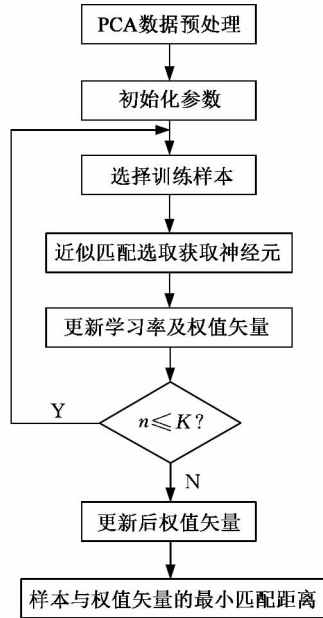 PCA数据预处理
初始化参数
选择训练样本
近似匹配选取获取神经元
更新学习率及权值矢量
Y
n≤K?
N
更新后权值矢量
样本与权值矢量的最小匹配距离